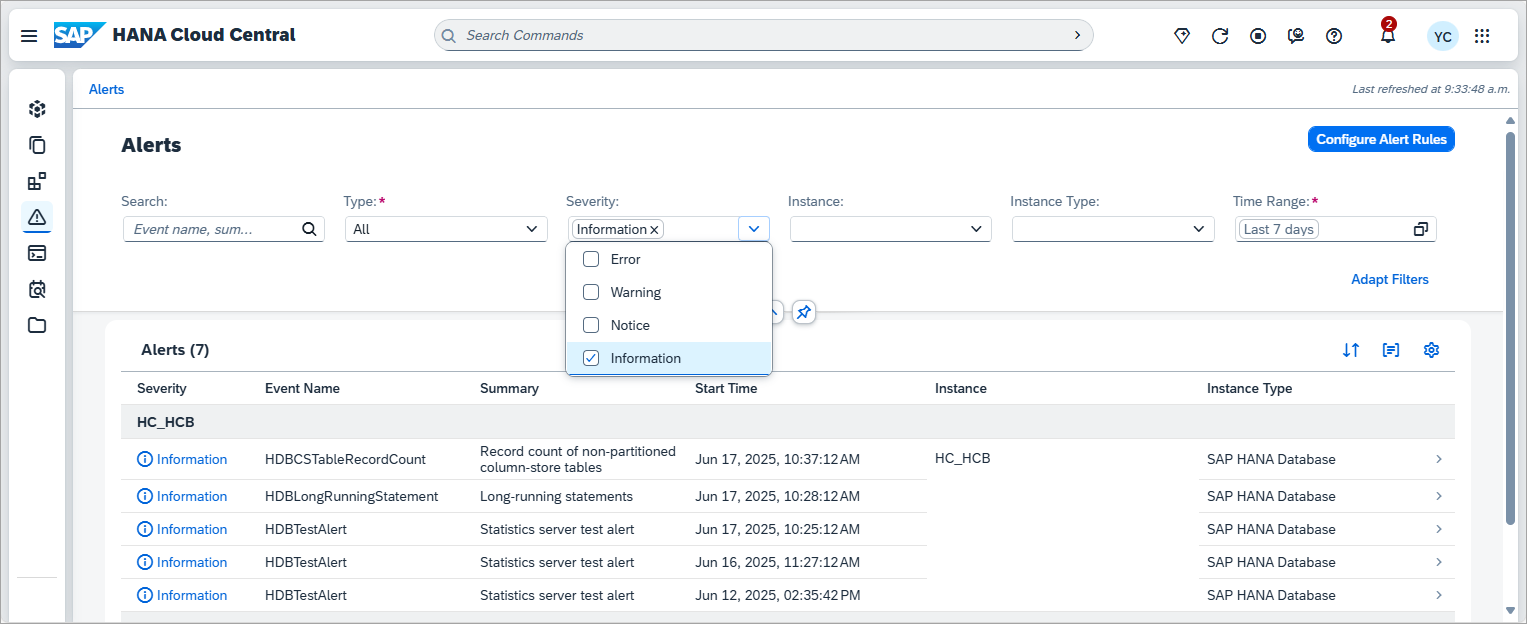 SAP HANA Cloud Central
Search Commands
2
YC
Alerts
Last refreshed at 9:33:48 a.m.
Alerts
Configure Alert Rules
Search:
Type:*
Severity:
Instance:
Instance Type:
Time Range:*
Event name, sum...
All
Information
Last 7 days
Error
Warning
Notice
Information
Adapt Filters
Alerts (7)
Severity Event Name Summary Start Time Instance Instance Type
HC_HCB
Information HDBCSTableRecordCount Record count of non-partitioned column-store tables Jun 17, 2025, 10:37:12 AM HC_HCB SAP HANA Database
Information HDBLongRunningStatement Long-running statements Jun 17, 2025, 10:28:12 AM SAP HANA Database
Information HDBTestAlert Statistics server test alert Jun 17, 2025, 10:25:12 AM SAP HANA Database
Information HDBTestAlert Statistics server test alert Jun 16, 2025, 11:27:12 AM SAP HANA Database
Information HDBTestAlert Statistics server test alert Jun 12, 2025, 02:35:42 PM SAP HANA Database